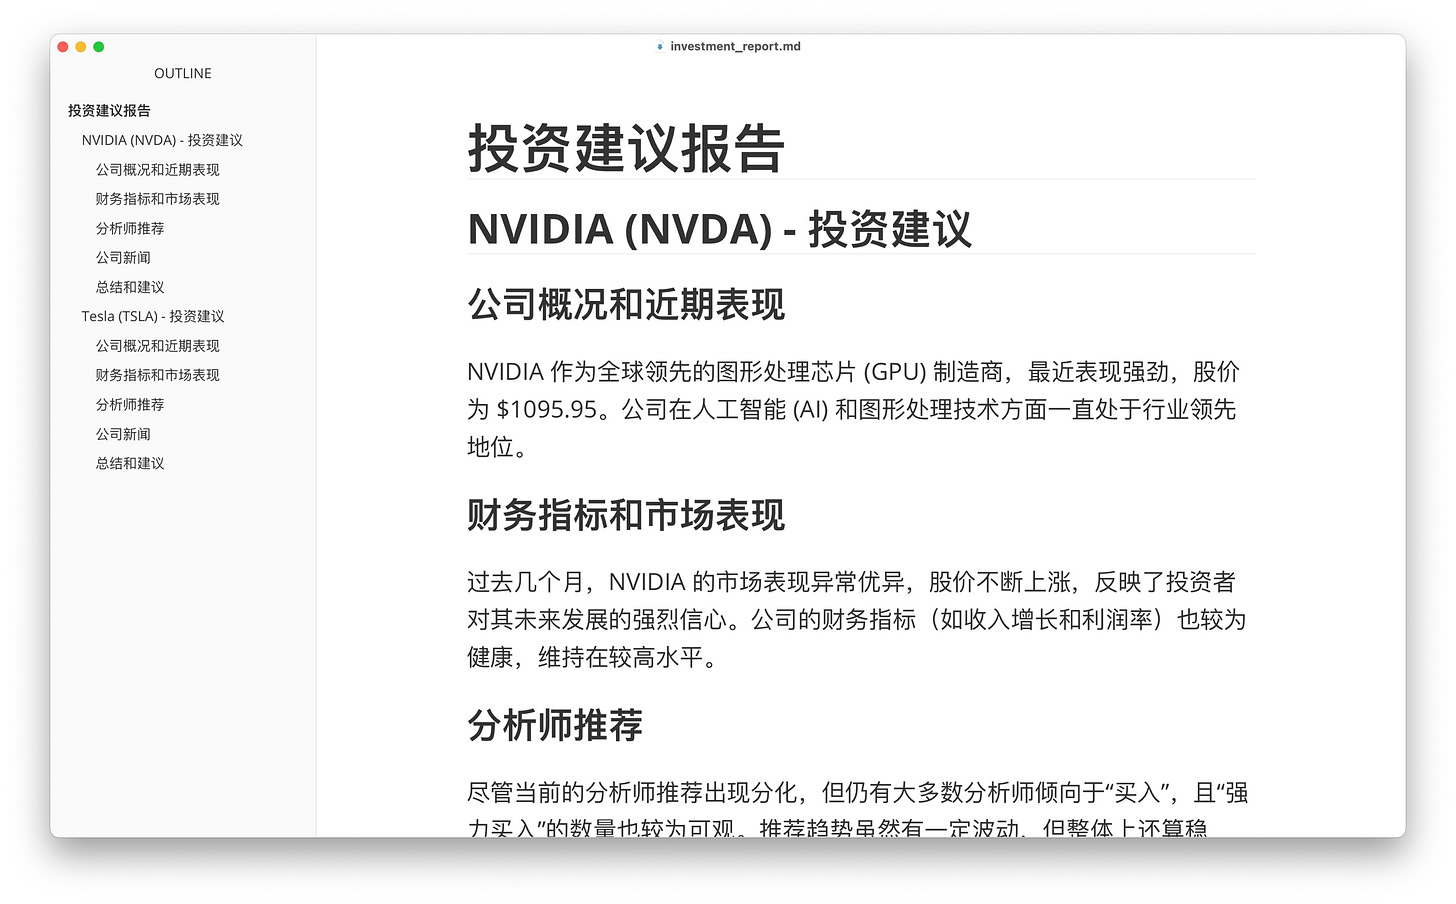 investment_report.md
OUTLINE
投资建议报告
NVIDIA (NVDA) - 投资建议
公司概况和近期表现
财务指标和市场表现
分析师推荐
公司新闻
总结和建议
Tesla (TSLA) - 投资建议
公司概况和近期表现
财务指标和市场表现
分析师推荐
公司新闻
总结和建议
投资建议报告
NVIDIA (NVDA) - 投资建议
公司概况和近期表现
NVIDIA 作为全球领先的图形处理芯片 (GPU) 制造商，最近表现强劲，股价
为 $1095.95。公司在人工智能 (AI) 和图形处理技术方面一直处于行业领先
地位。
财务指标和市场表现
过去几个月，NVIDIA 的市场表现异常优异，股价不断上涨，反映了投资者
对其未来发展的强烈信心。公司的财务指标（如收入增长和利润率）也较为
健康，维持在较高水平。
分析师推荐
尽管当前的分析师推荐出现分化，但仍有大多数分析师倾向于“买入”，且“强
力买入”的数量也较为可观。推荐趋势虽然有一定波动，但整体上还算稳